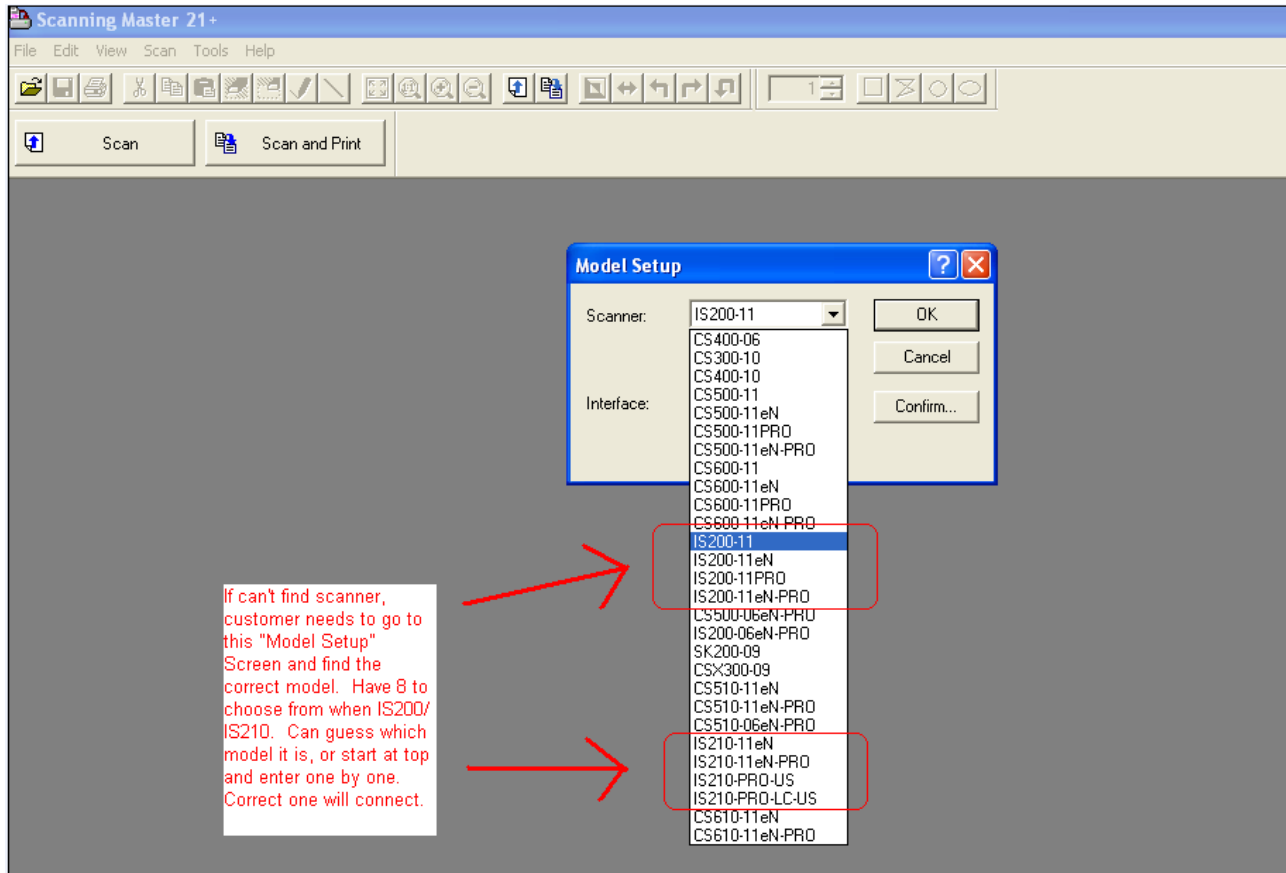 Scanning Master 21+
File Edit View Scan Tools Help
1
Scan
Scan and Print
Model Setup
Scanner:
IS200-11
OK
Cancel
Interface:
Confirm...
CS400-06
CS300-10
CS400-10
CS500-11
CS500-11eN
CS500-11PRO
CS500-11eN-PRO
CS600-11
CS600-11eN
CS600-11PRO
CS600-11eN-PRO
IS200-11
IS200-11eN
IS200-11PRO
IS200-11eN-PRO
CS500-06eN-PRO
IS200-06eN-PRO
SK200-09
CSX300-09
CS510-11eN
CS510-11eN-PRO
CS510-06eN-PRO
IS210-11eN
IS210-11eN-PRO
IS210-PRO-US
IS210-PRO-LC-US
CS610-11eN
CS610-11eN-PRO
If can't find scanner,
customer needs to go to
this "Model Setup"
Screen and find the
correct model. Have 8 to
choose from when IS200/
IS210. Can guess which
model it is, or start at top
and enter one by one.
Correct one will connect.